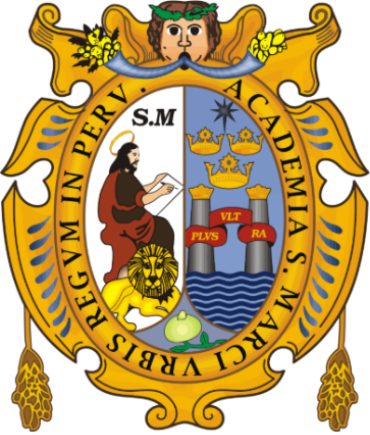 ACADEMIA S. MARCI VRBIS REGVM IN PERV.
S.M
PLVS VLT RA